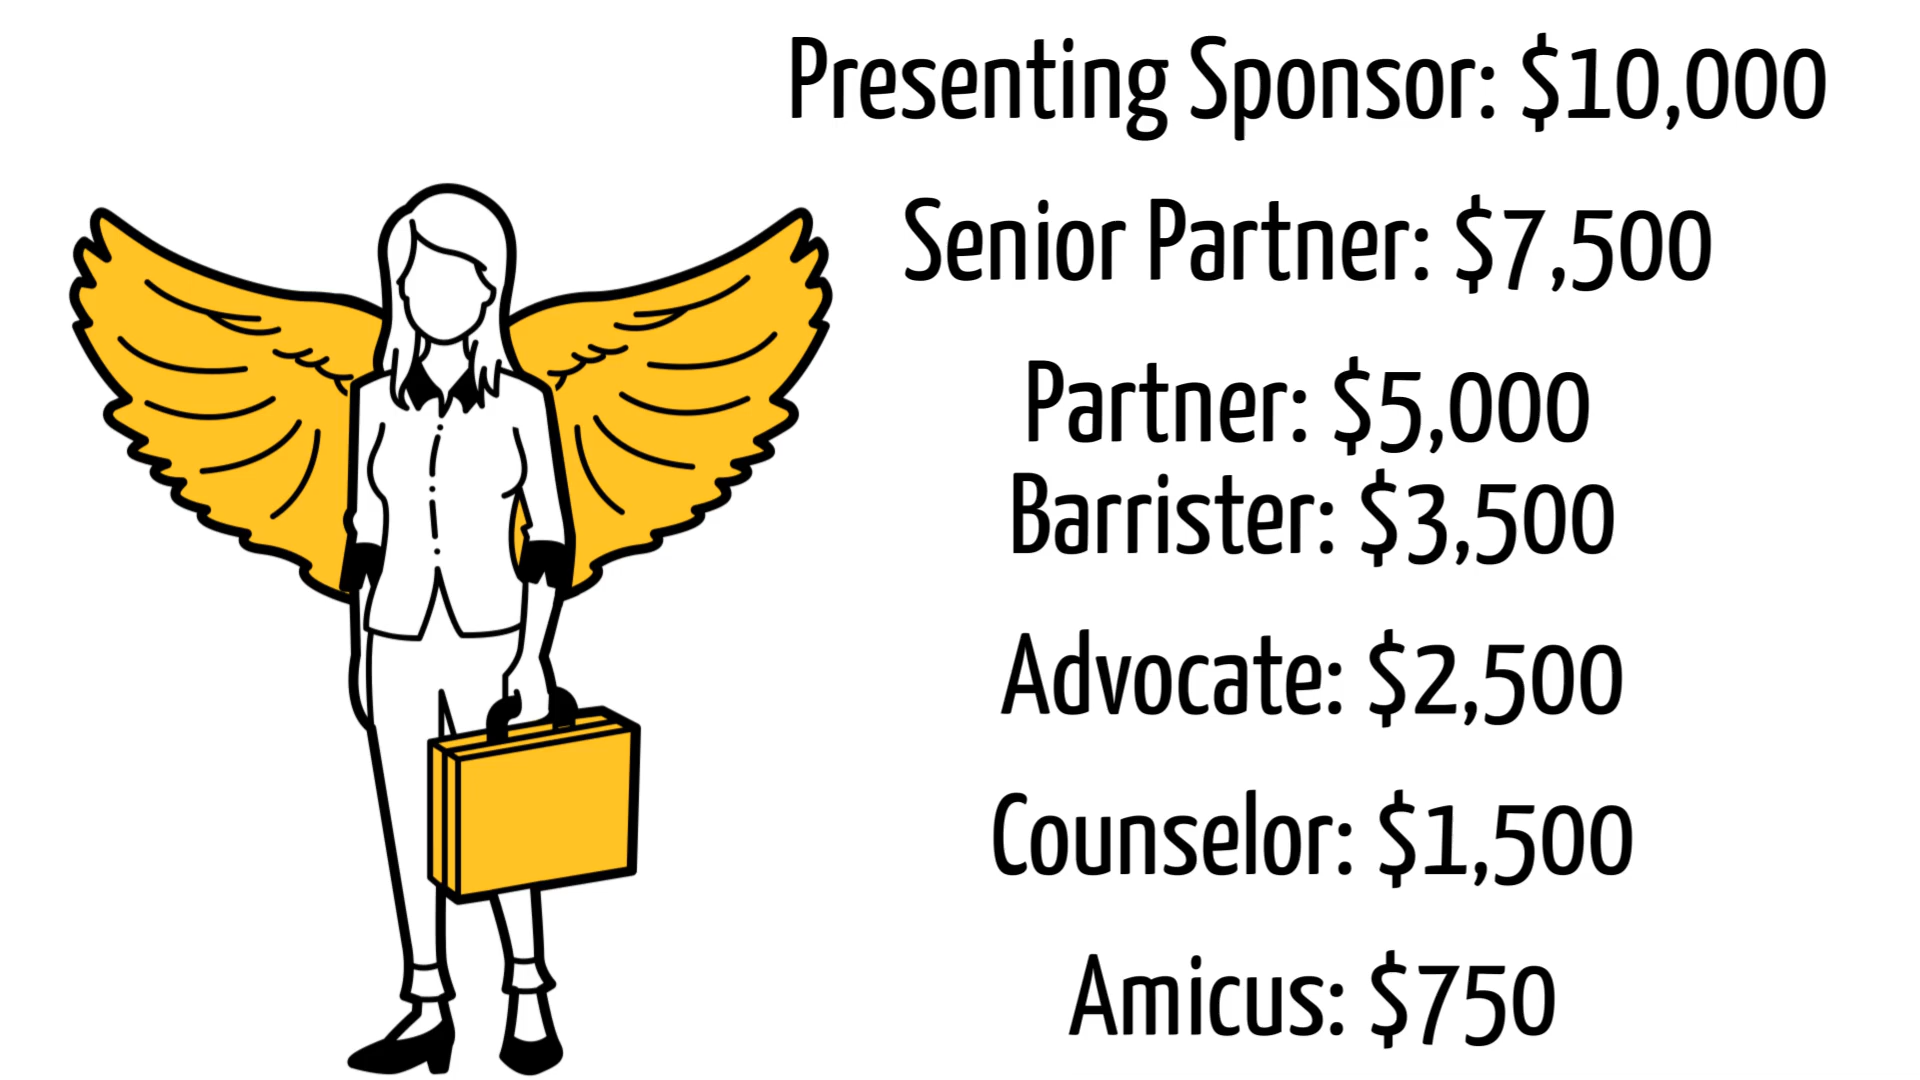 Presenting Sponsor: $10,000
Senior Partner: $7,500
Partner: $5,000
Barrister: $3,500
Advocate: $2,500
Counselor: $1,500
Amicus: $750